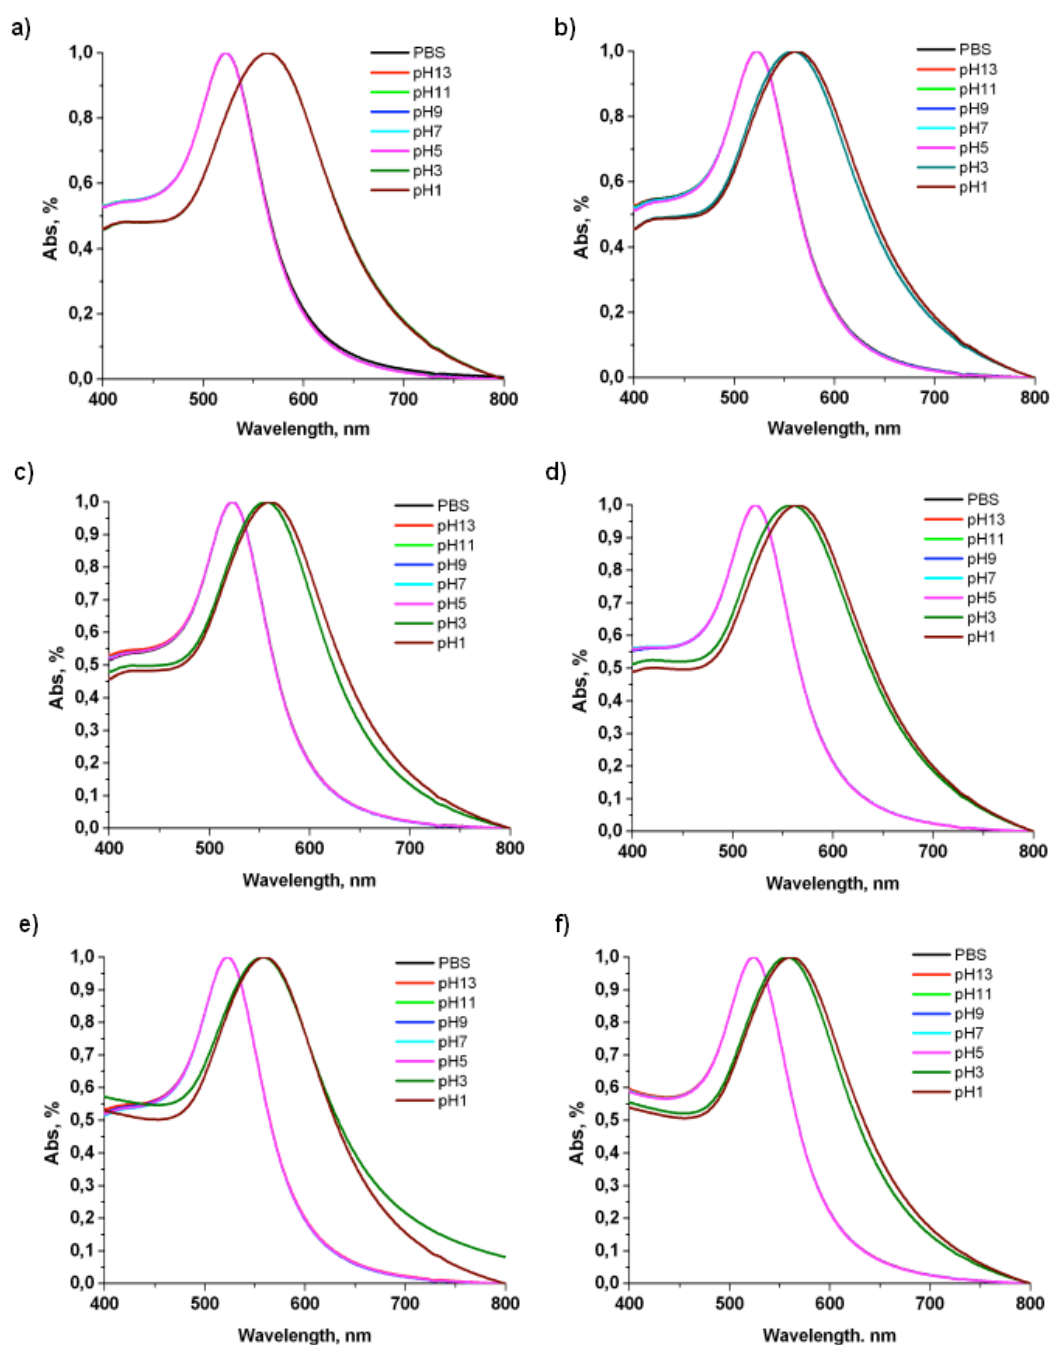 a)
1,0
0,8
0,6
0,4
0,2
0,0
Abs, %
400 500 600 700 800
Wavelength, nm
PBS
pH13
pH11
pH9
pH7
pH5
pH3
pH1
b)
1,0
0,8
0,6
0,4
0,2
0,0
Abs, %
400 500 600 700 800
Wavelength, nm
PBS
pH13
pH11
pH9
pH7
pH5
pH3
pH1
c)
1,0
0,9
0,8
0,7
0,6
0,5
0,4
0,3
0,2
0,1
0,0
Abs, %
400 500 600 700 800
Wavelength, nm
PBS
pH13
pH11
pH9
pH7
pH5
pH3
pH1
d)
1,0
0,9
0,8
0,7
0,6
0,5
0,4
0,3
0,2
0,1
0,0
Abs, %
400 500 600 700 800
Wavelength, nm
PBS
pH13
pH11
pH9
pH7
pH5
pH3
pH1
e)
1,0
0,9
0,8
0,7
0,6
0,5
0,4
0,3
0,2
0,1
0,0
Abs, %
400 500 600 700 800
Wavelength, nm
PBS
pH13
pH11
pH9
pH7
pH5
pH3
pH1
f)
1,0
0,9
0,8
0,7
0,6
0,5
0,4
0,3
0,2
0,1
0,0
Abs, %
400 500 600 700 800
Wavelength. nm
PBS
pH13
pH11
pH9
pH7
pH5
pH3
pH1